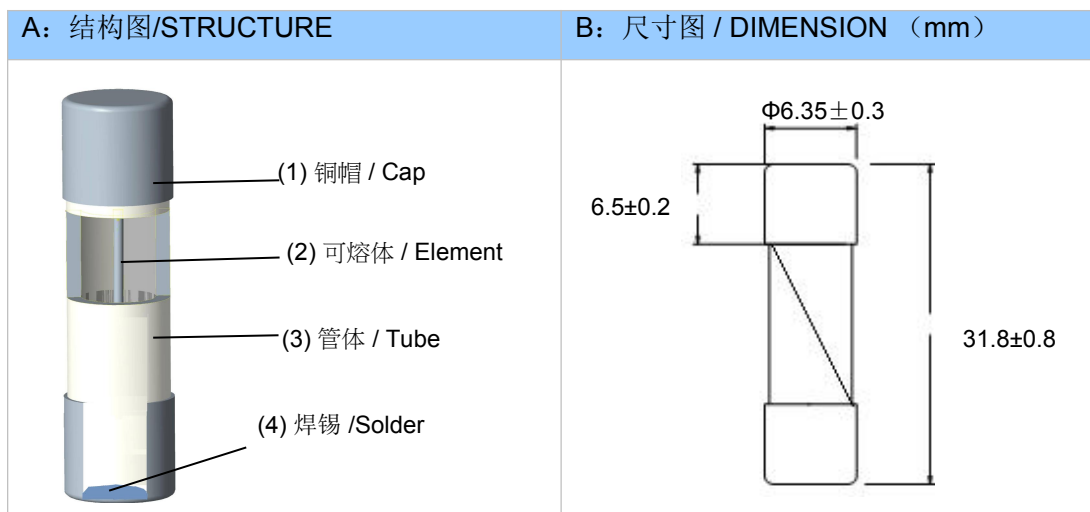 A：结构图/STRUCTURE
B：尺寸图 / DIMENSION （mm）
(1) 铜帽 / Cap
(2) 可熔体 / Element
(3) 管体 / Tube
(4) 焊锡 /Solder
Φ6.35±0.3
6.5±0.2
31.8±0.8